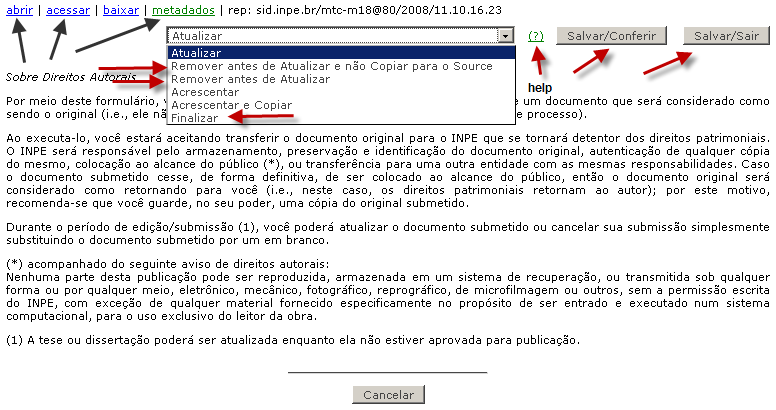 abrir | acessar | baixar | metadados | rep: sid.inpe.br/mtc-m18@80/2008/11.10.16.23
Atualizar (?) Salvar/Conferir Salvar/Sair
Atualizar
Remover antes de Atualizar e não Copiar para o Source
Remover antes de Atualizar
Acrescentar
Acrescentar e Copiar
Finalizar
help
Sobre Direitos Autorais
Por meio deste formulário, v um documento que será considerado como
sendo o original (i.e., ele nã e processo).
Ao executa-lo, você estará aceitando transferir o documento original para o INPE que se tornará detentor dos direitos patrimoniais.
O INPE será responsável pelo armazenamento, preservação e identificação do documento original, autenticação de qualquer cópia
do mesmo, colocação ao alcance do público (*), ou transferência para uma outra entidade com as mesmas responsabilidades. Caso
o documento submetido cesse, de forma definitiva, de ser colocado ao alcance do público, então o documento original será
considerado como retornando para você (i.e., neste caso, os direitos patrimoniais retornam ao autor); por este motivo,
recomenda-se que você guarde, no seu poder, uma cópia do original submetido.
Durante o período de edição/submissão (1), você poderá atualizar o documento submetido ou cancelar sua submissão simplesmente
substituindo o documento submetido por um em branco.
(*) acompanhado do seguinte aviso de direitos autorais:
Nenhuma parte desta publicação pode ser reproduzida, armazenada em um sistema de recuperação, ou transmitida sob qualquer
forma ou por qualquer meio, eletrônico, mecânico, fotográfico, reprográfico, de microfilmagem ou outros, sem a permissão escrita
do INPE, com exceção de qualquer material fornecido especificamente no propósito de ser entrado e executado num sistema
computacional, para o uso exclusivo do leitor da obra.
(1) A tese ou dissertação poderá ser atualizada enquanto ela não estiver aprovada para publicação.
Cancelar